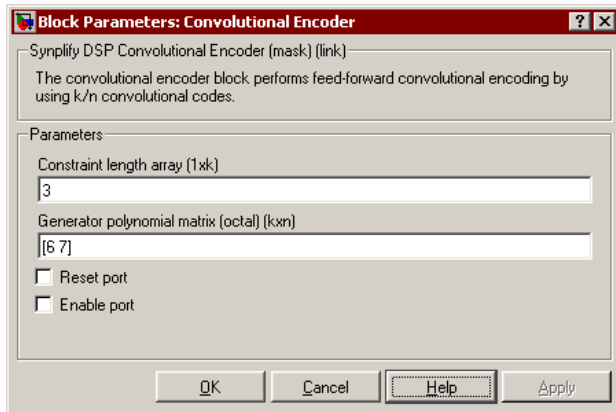 Block Parameters: Convolutional Encoder
Synplify DSP Convolutional Encoder (mask) (link)
The convolutional encoder block performs feed-forward convolutional encoding by
using k/n convolutional codes.
Parameters
Constraint length array (1xk)
3
Generator polynomial matrix (octal) (kxn)
[6 7]
Reset port
Enable port
OK Cancel Help Apply